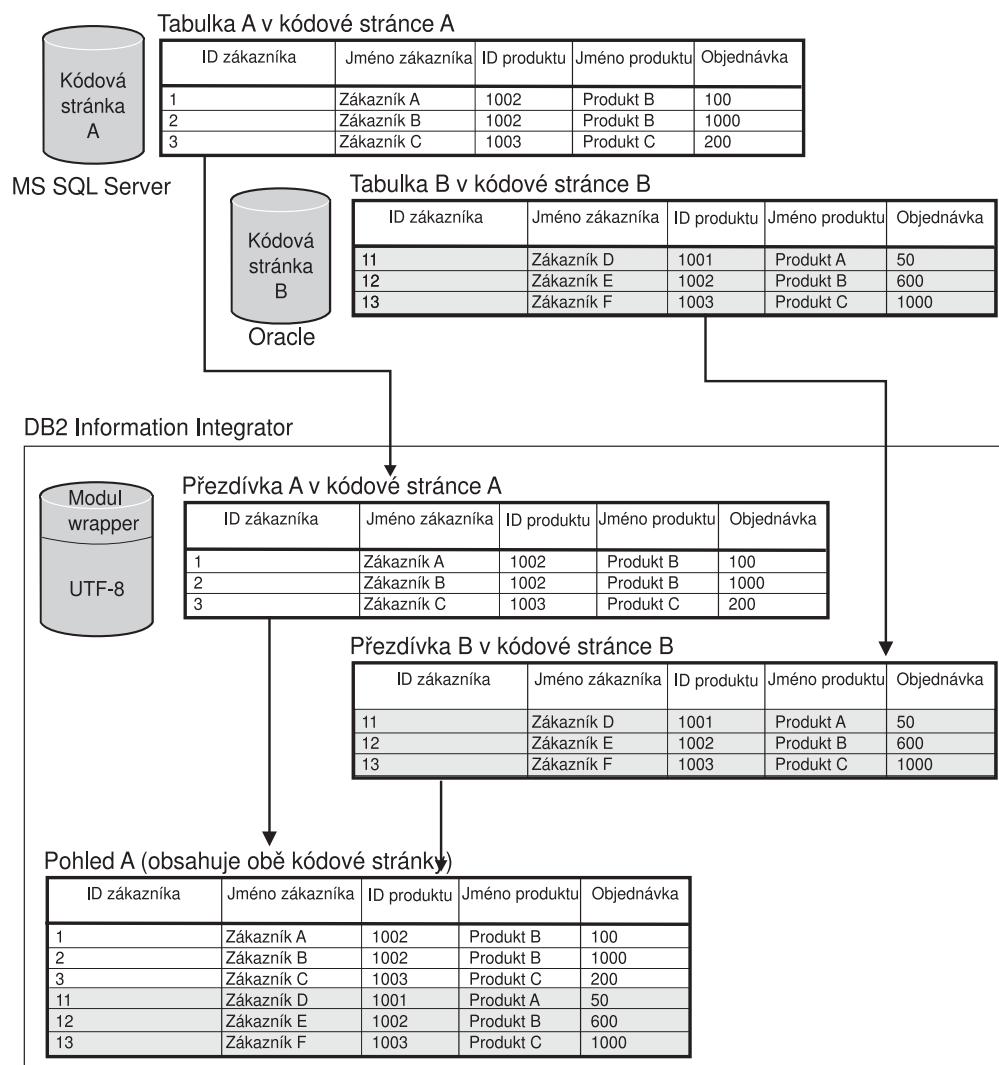 Tabulka A v kódové stránce A
Kódová
stránka
A
MS SQL Server
ID zákazníka Jméno zákazníka ID produktu Jméno produktu Objednávka
1 Zákazník A 1002 Produkt B 100
2 Zákazník B 1002 Produkt B 1000
3 Zákazník C 1003 Produkt C 200
Tabulka B v kódové stránce B
Kódová
stránka
B
Oracle
ID zákazníka Jméno zákazníka ID produktu Jméno produktu Objednávka
11 Zákazník D 1001 Produkt A 50
12 Zákazník E 1002 Produkt B 600
13 Zákazník F 1003 Produkt C 1000
DB2 Information Integrator
Modul
wrapper
UTF-8
Přezdívka A v kódové stránce A
ID zákazníka Jméno zákazníka ID produktu Jméno produktu Objednávka
1 Zákazník A 1002 Produkt B 100
2 Zákazník B 1002 Produkt B 1000
3 Zákazník C 1003 Produkt C 200
Přezdívka B v kódové stránce B
ID zákazníka Jméno zákazníka ID produktu Jméno produktu Objednávka
11 Zákazník D 1001 Produkt A 50
12 Zákazník E 1002 Produkt B 600
13 Zákazník F 1003 Produkt C 1000
Pohled A (obsahuje obě kódové stránky)
ID zákazníka Jméno zákazníka ID produktu Jméno produktu Objednávka
1 Zákazník A 1002 Produkt B 100
2 Zákazník B 1002 Produkt B 1000
3 Zákazník C 1003 Produkt C 200
11 Zákazník D 1001 Produkt A 50
12 Zákazník E 1002 Produkt B 600
13 Zákazník F 1003 Produkt C 1000